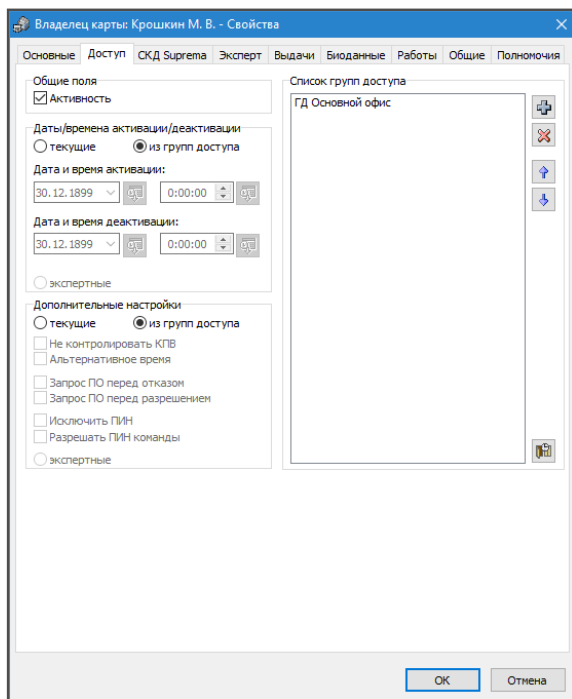 Владелец карты: Крошкин М. В. - Свойства
Основные Доступ СКД Suprema Эксперт Выдачи Биоданные Работы Общие Полномочия
Общие поля
Активность
Даты/времена активации/деактивации
текущие из групп доступа
Дата и время активации:
30.12.1899 0:00:00
Дата и время деактивации:
30.12.1899 0:00:00
экспертные
Дополнительные настройки
текущие из групп доступа
Не контролировать КПВ
Альтернативное время
Запрос ПО перед отказом
Запрос ПО перед разрешением
Исключить ПИН
Разрешать ПИН команды
экспертные
Список групп доступа
ГД Основной офис
ОК Отмена